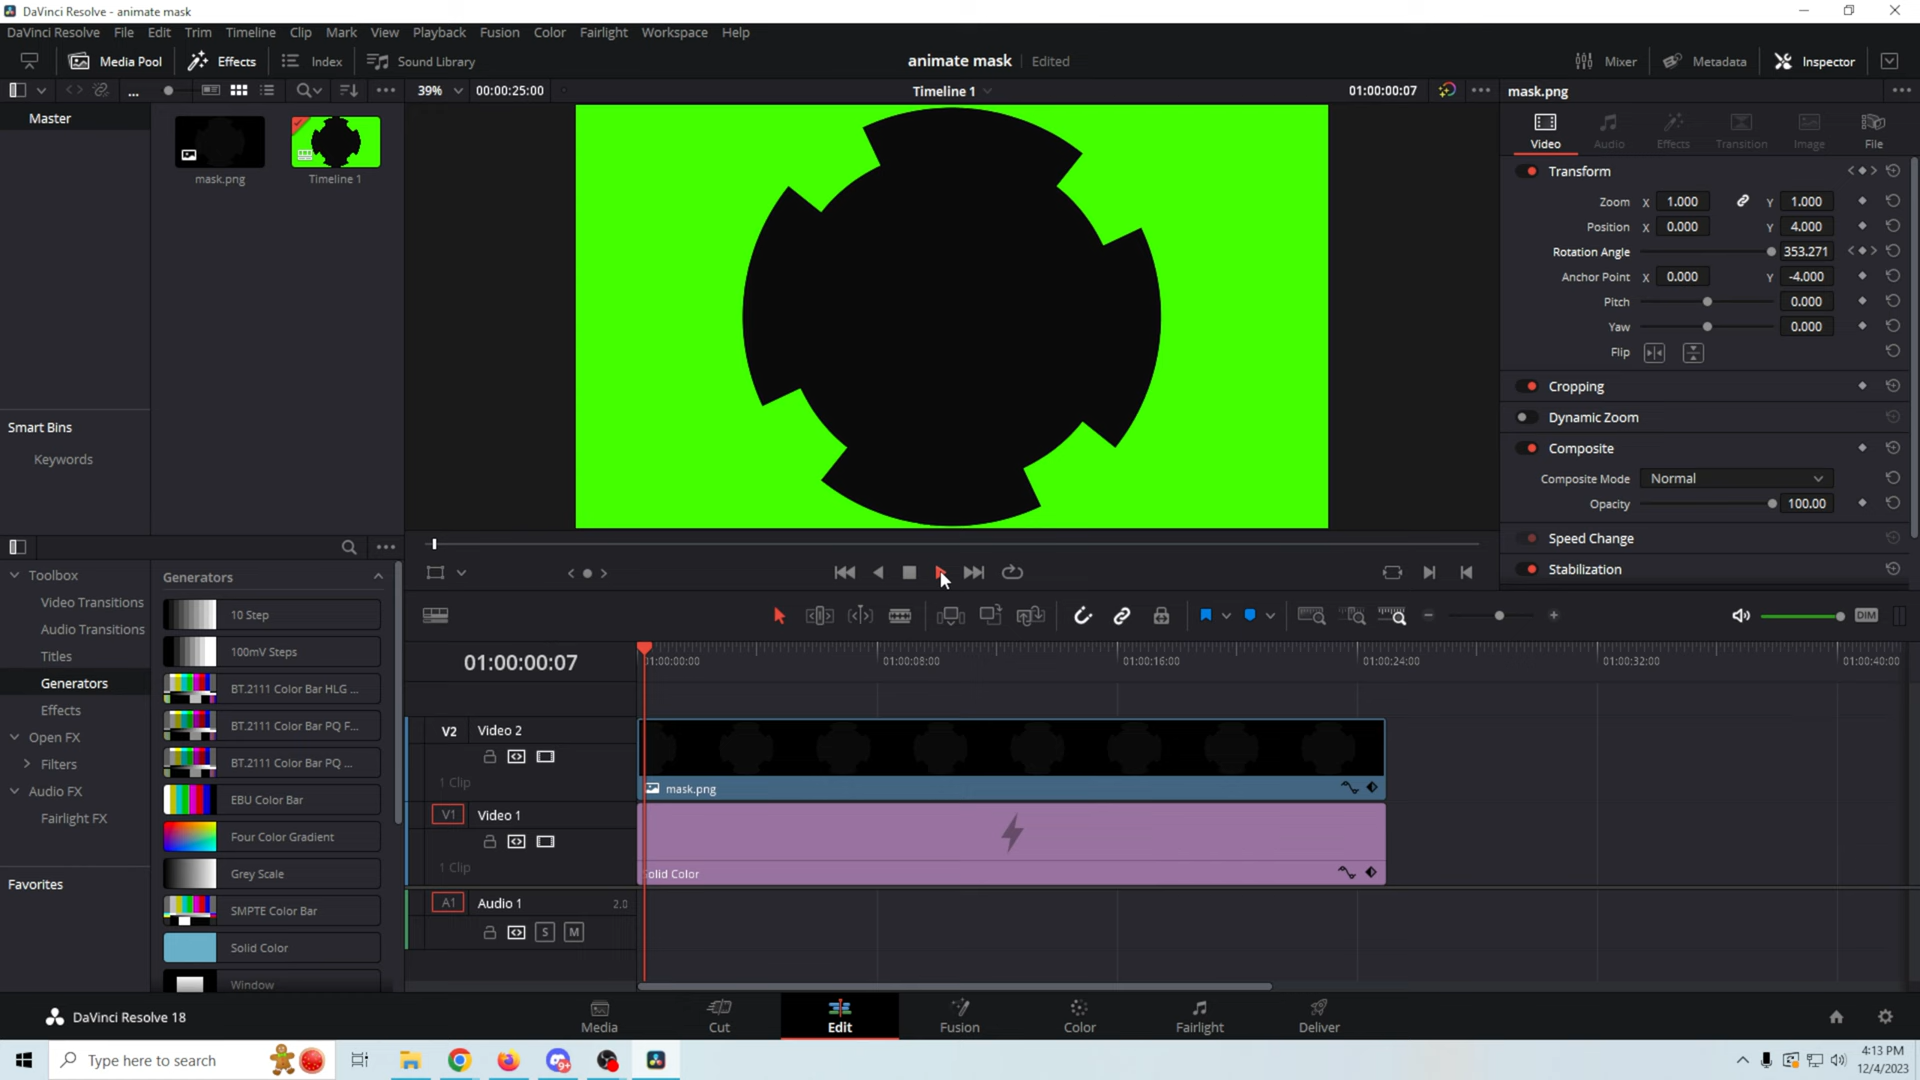 DaVinci Resolve - animate mask
DaVinci Resolve File Edit Trim Timeline Clip Mark View Playback Fusion Color Fairlight Workspace Help
Media Pool Effects Index Sound Library animate mask Edited Mixer Metadata Inspector
... 39% 00:00:25:00 Timeline 1 01:00:00:07 mask.png
Master
mask.png
Timeline 1
Smart Bins
Keywords
Video Audio Effects Transition Image File
Transform
Zoom X 1.000 Y 1.000
Position X 0.000 Y 4.000
Rotation Angle 353.271
Anchor Point X 0.000 Y -4.000
Pitch 0.000
Yaw 0.000
Flip
Cropping
Dynamic Zoom
Composite
Composite Mode Normal
Opacity 100.00
Speed Change
Stabilization
Toolbox
Video Transitions
Audio Transitions
Titles
Generators
Effects
Open FX
Filters
Audio FX
Fairlight FX
Favorites
Generators
10 Step
100mV Steps
BT.2111 Color Bar HLG ...
BT.2111 Color Bar PQ F...
BT.2111 Color Bar PQ ...
EBU Color Bar
Four Color Gradient
Grey Scale
SMPTE Color Bar
Solid Color
Window
DIM
01:00:00:07
01:00:00:00 01:00:08:00 01:00:16:00 01:00:24:00 01:00:32:00 01:00:40:00
V2 Video 2
1 Clip
mask.png
V1 Video 1
1 Clip
Solid Color
A1 Audio 1 2.0
S M
DaVinci Resolve 18
Media Cut Edit Fusion Color Fairlight Deliver
Type here to search
9+
4:13 PM
12/4/2023